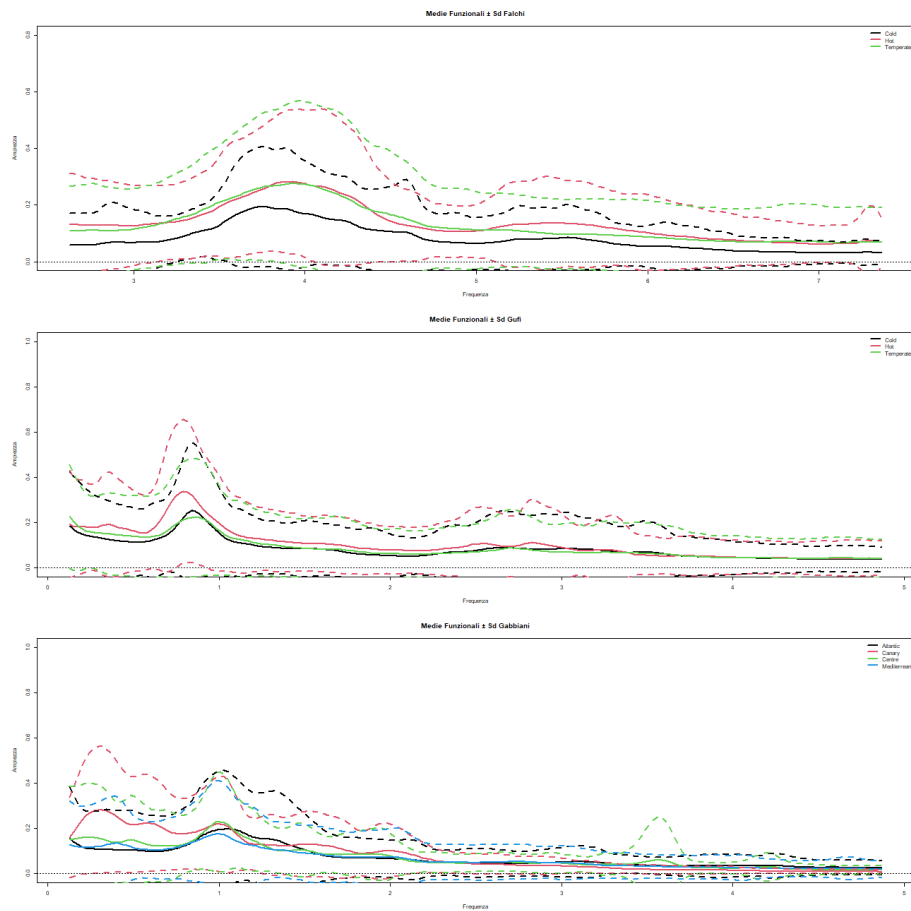 Medie Funzionali ± Sd Falchi
Cold
Hot
Temperate
Ampiezza
0.0
0.2
0.4
0.6
0.8
3
4
5
6
7
Frequenza
Medie Funzionali ± Sd Gufi
Cold
Hot
Temperate
Ampiezza
0.0
0.2
0.4
0.6
0.8
1.0
0
1
2
3
4
5
Frequenza
Medie Funzionali ± Sd Gabbiani
Atlantic
Canary
Centre
Mediterranean
Ampiezza
0.0
0.2
0.4
0.6
0.8
1.0
0
1
2
3
4
5
Frequenza